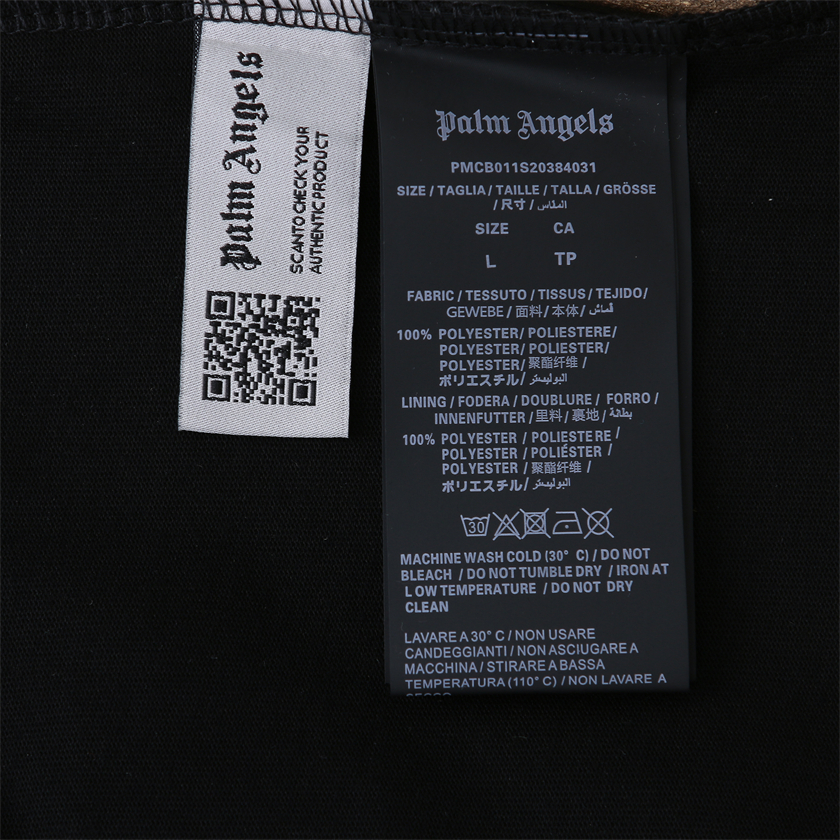 Palm Angels
SCANTO CHECK YOUR
AUTHENTIC PRODUCT
Palm Angels
PMCB011S20384031
SIZE / TAGLIA / TAILLE / TALLA / GRÖSSE
/ 尺寸 / المقاس
SIZE CA
L TP
FABRIC / TESSUTO / TISSUS / TEJIDO/
GEWEBE / 面料 / 本体 / قماش
100% POLYESTER/ POLIESTERE/
POLYESTER/ POLYESTER/
POLYESTER/ 聚酯纤维 /
ポリエステル/ البوليستر
LINING / FODERA / DOUBLURE / FORRO /
INNENFUTTER / 里料 / 裏地 / بطانة
100% POLYESTER / POLIESTERE /
POLYESTER / POLIÉSTER /
POLYESTER / 聚酯纤维 /
ポリエステル/ البوليستر
30
MACHINE WASH COLD (30° C) / DO NOT
BLEACH / DO NOT TUMBLE DRY / IRON AT
LOW TEMPERATURE / DO NOT DRY
CLEAN
LAVARE A 30° C / NON USARE
CANDEGGIANTI / NON ASCIUGARE A
MACCHINA / STIRARE A BASSA
TEMPERATURA (110° C) / NON LAVARE A